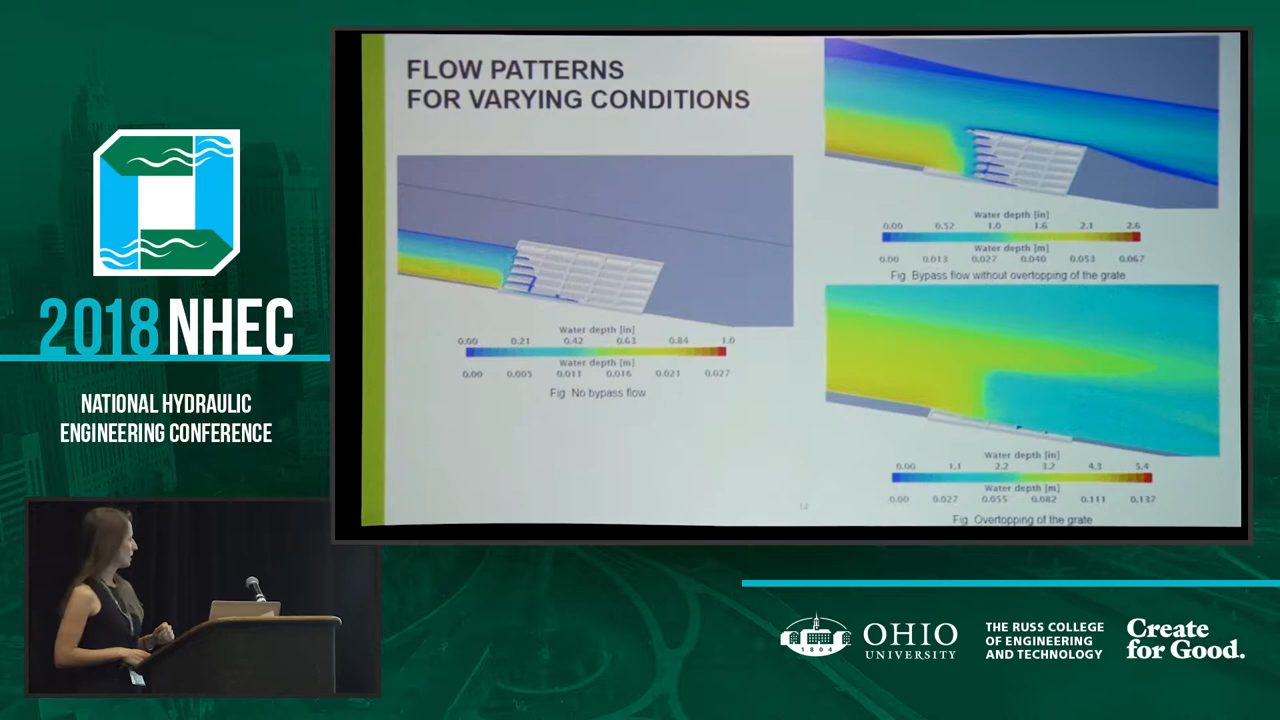 2018 NHEC
NATIONAL HYDRAULIC
ENGINEERING CONFERENCE
FLOW PATTERNS
FOR VARYING CONDITIONS
Water depth [in]
0.00 0.21 0.42 0.63 0.84 1.0
Water depth [m]
0.00 0.005 0.011 0.016 0.021 0.027
Fig. No bypass flow
Water depth [in]
0.00 0.52 1.0 1.6 2.1 2.6
Water depth [m]
0.00 0.013 0.027 0.040 0.053 0.067
Fig. Bypass flow without overtopping of the grate
Water depth [in]
0.00 1.1 2.2 3.2 4.3 5.4
Water depth [m]
0.00 0.027 0.055 0.082 0.111 0.137
Fig. Overtopping of the grate
14
1804
OHIO
UNIVERSITY
THE RUSS COLLEGE
OF ENGINEERING
AND TECHNOLOGY
Create
for Good.